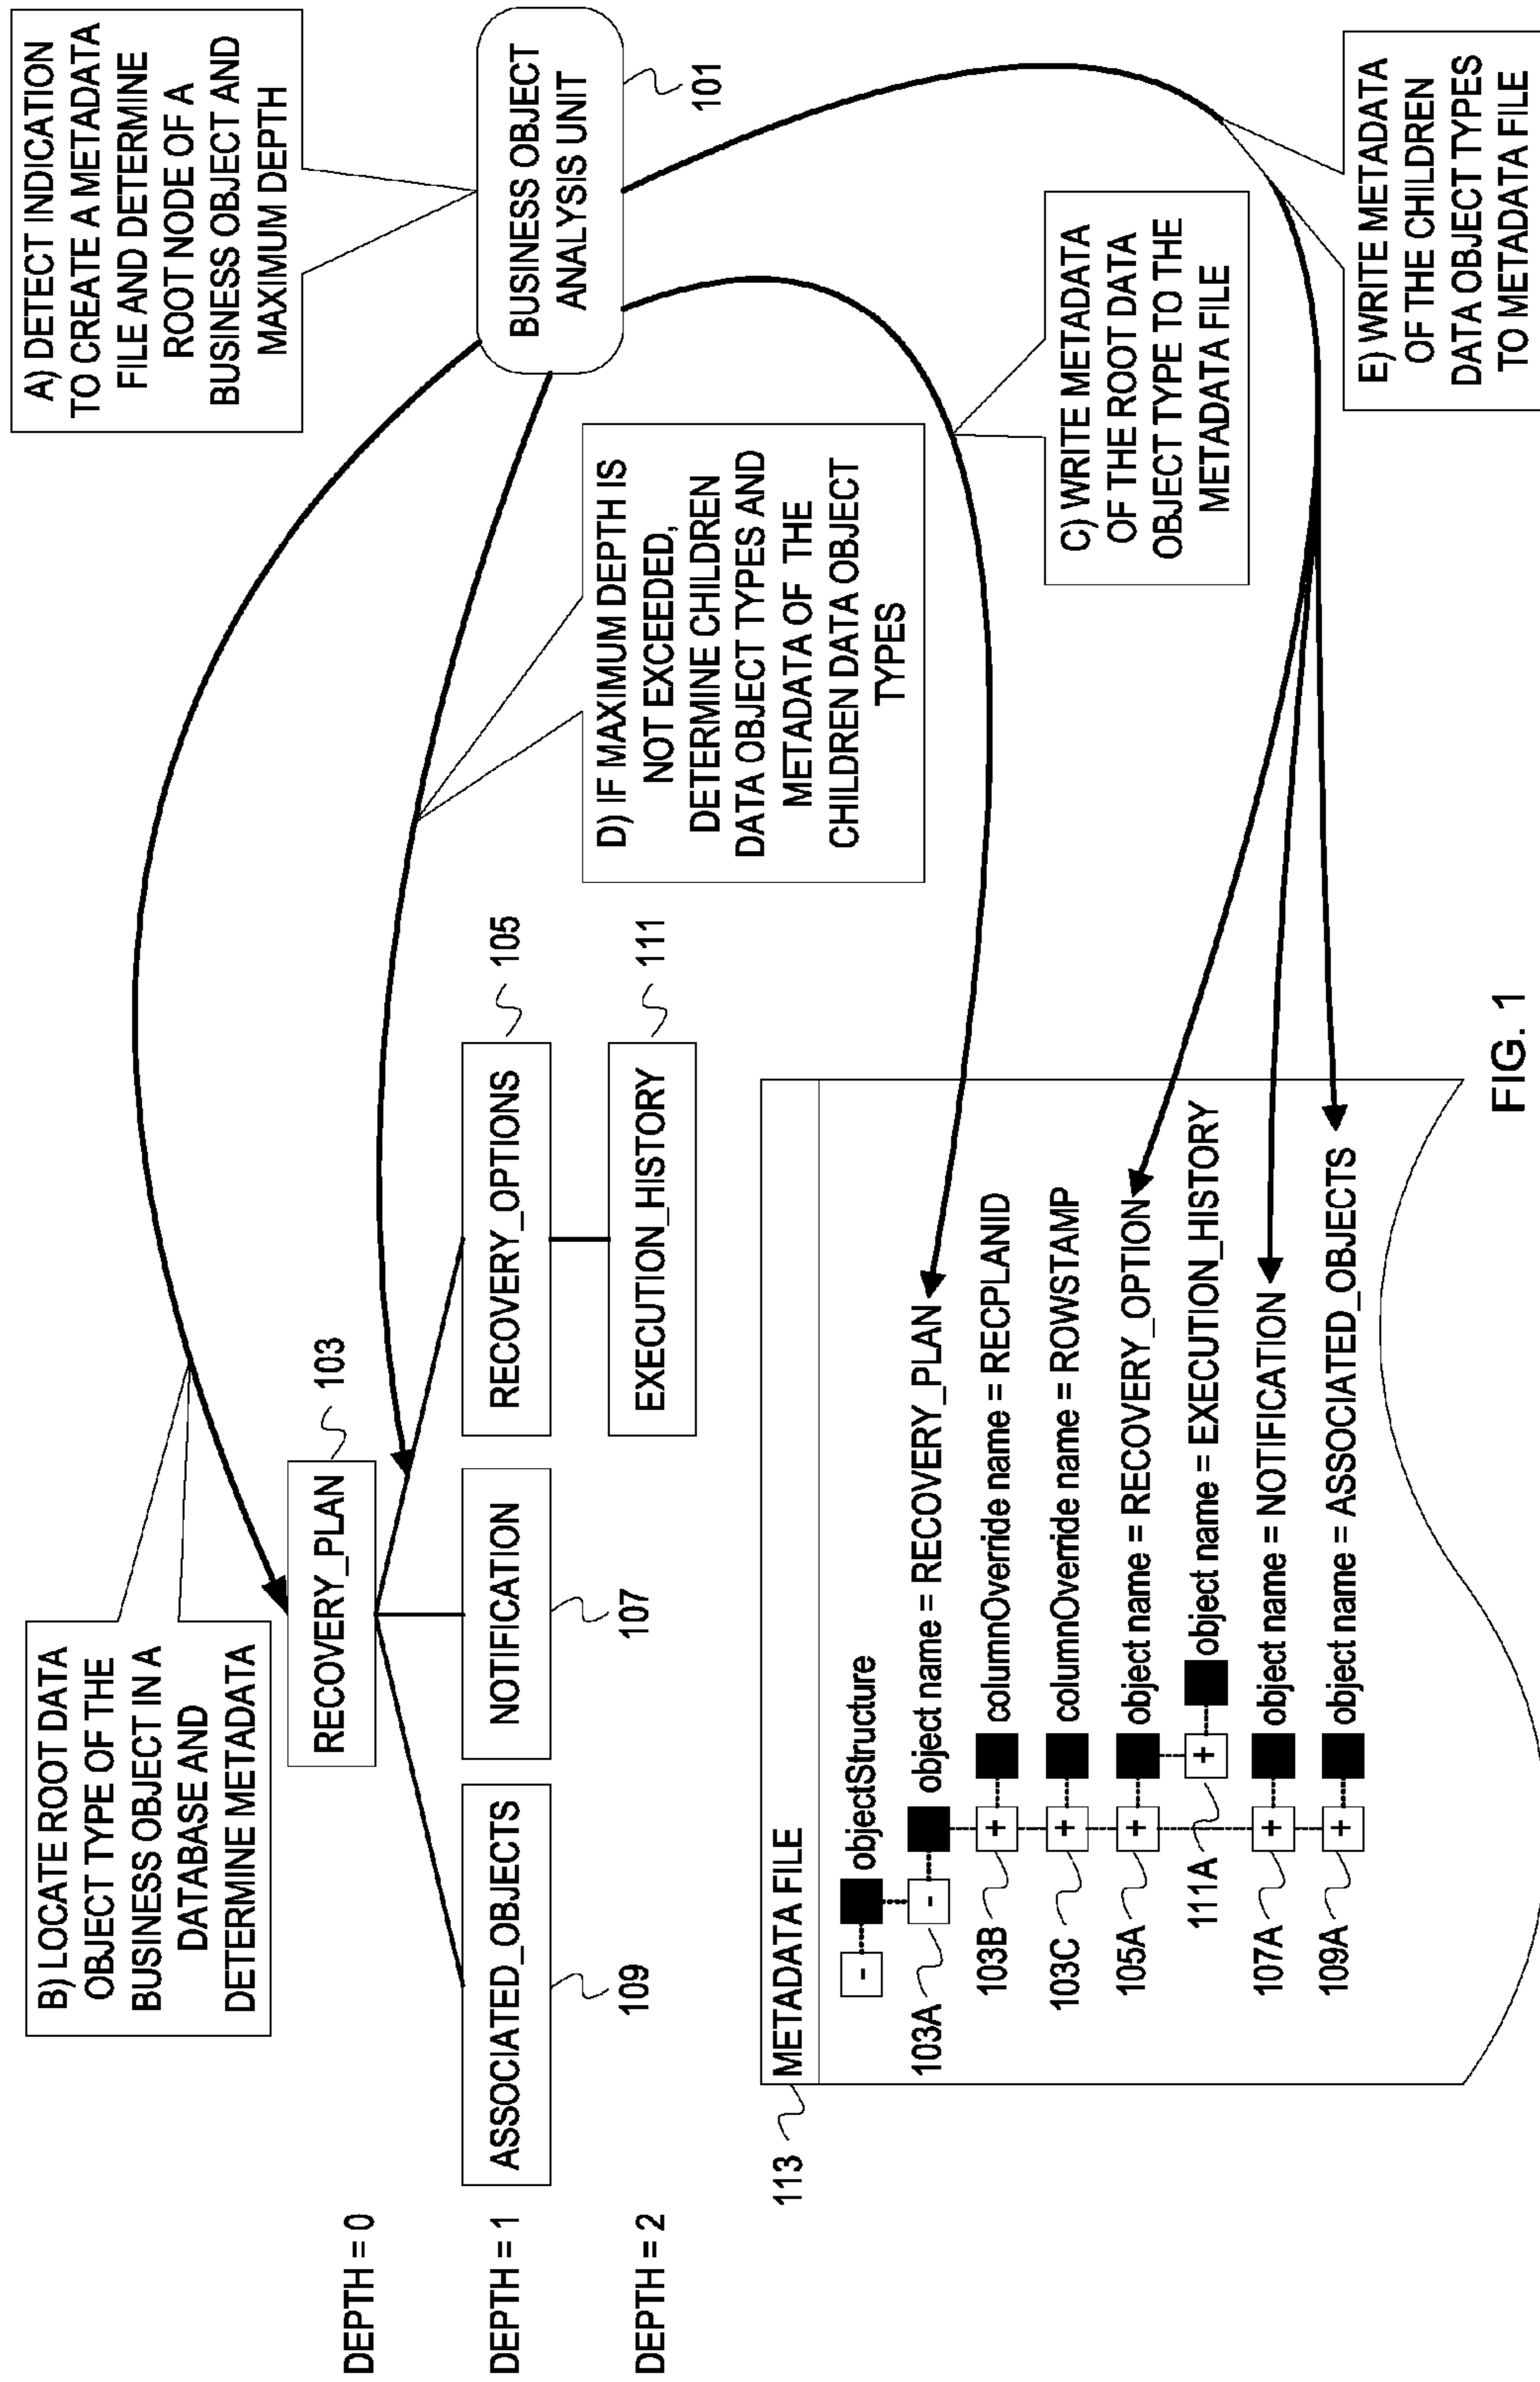 A) DETECT INDICATION
TO CREATE A METADATA
FILE AND DETERMINE
ROOT NODE OF A
BUSINESS OBJECT AND
MAXIMUM DEPTH
B) LOCATE ROOT DATA
OBJECT TYPE OF THE
BUSINESS OBJECT IN A
DATABASE AND
DETERMINE METADATA
BUSINESS OBJECT
ANALYSIS UNIT
101
D) IF MAXIMUM DEPTH IS
NOT EXCEEDED,
DETERMINE CHILDREN
DATA OBJECT TYPES AND
METADATA OF THE
CHILDREN DATA OBJECT
TYPES
C) WRITE METADATA
OF THE ROOT DATA
OBJECT TYPE TO THE
METADATA FILE
E) WRITE METADATA
OF THE CHILDREN
DATA OBJECT TYPES
TO METADATA FILE
DEPTH = 0
RECOVERY_PLAN
103
DEPTH = 1
ASSOCIATED_OBJECTS
109
NOTIFICATION
107
RECOVERY_OPTIONS
105
DEPTH = 2
EXECUTION_HISTORY
111
113
METADATA FILE
- objectStructure
103A - object name = RECOVERY_PLAN
103B + columnOverride name = RECPLANID
103C + columnOverride name = ROWSTAMP
105A + object name = RECOVERY_OPTION
111A + object name = EXECUTION_HISTORY
107A + object name = NOTIFICATION
109A + object name = ASSOCIATED_OBJECTS
FIG. 1